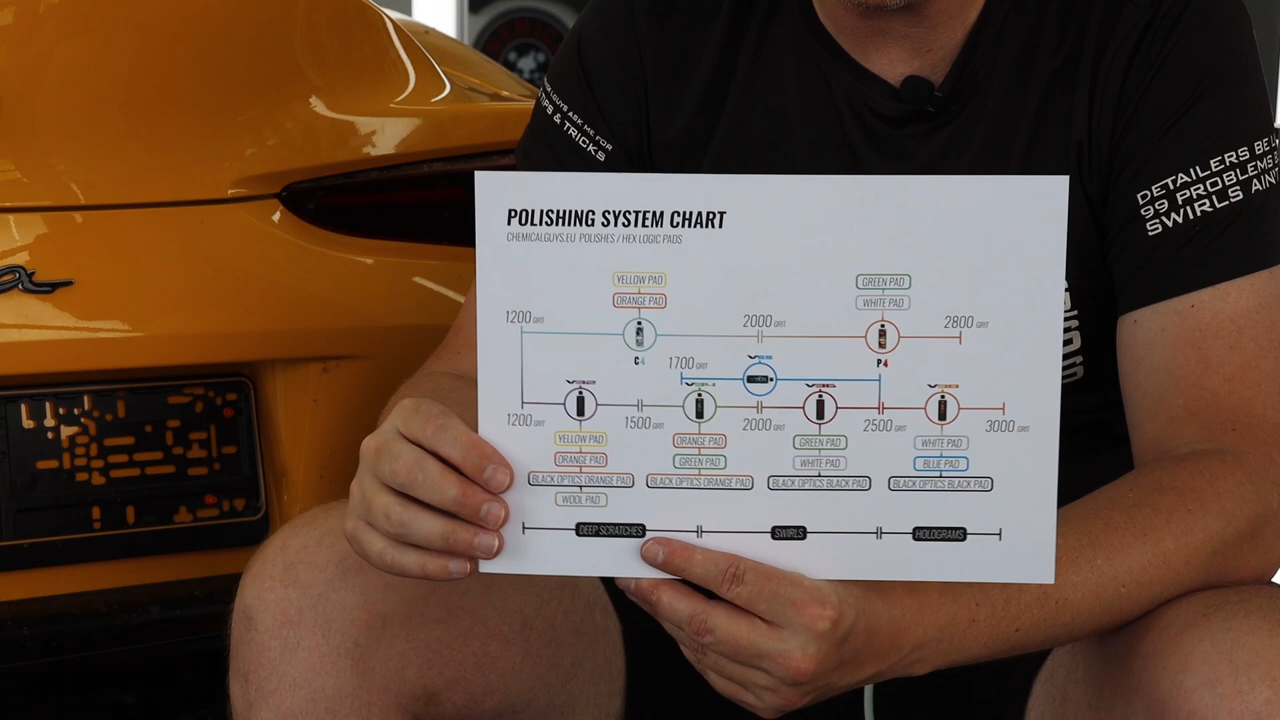 TIPS & TRICKS
DETAILERS BE
99 PROBLEMS
SWIRLS AIN'T
POLISHING SYSTEM CHART
CHEMICALGUYS.EU POLISHES / HEX LOGIC PADS
YELLOW PAD
ORANGE PAD
GREEN PAD
WHITE PAD
1200 GRIT
2000 GRIT
2800 GRIT
C4
P4
1700 GRIT
1200 GRIT
1500 GRIT
2000 GRIT
2500 GRIT
3000 GRIT
YELLOW PAD
ORANGE PAD
BLACK OPTICS ORANGE PAD
WOOL PAD
ORANGE PAD
GREEN PAD
BLACK OPTICS ORANGE PAD
GREEN PAD
WHITE PAD
BLACK OPTICS BLACK PAD
WHITE PAD
BLUE PAD
BLACK OPTICS BLACK PAD
DEEP SCRATCHES
SWIRLS
HOLOGRAMS